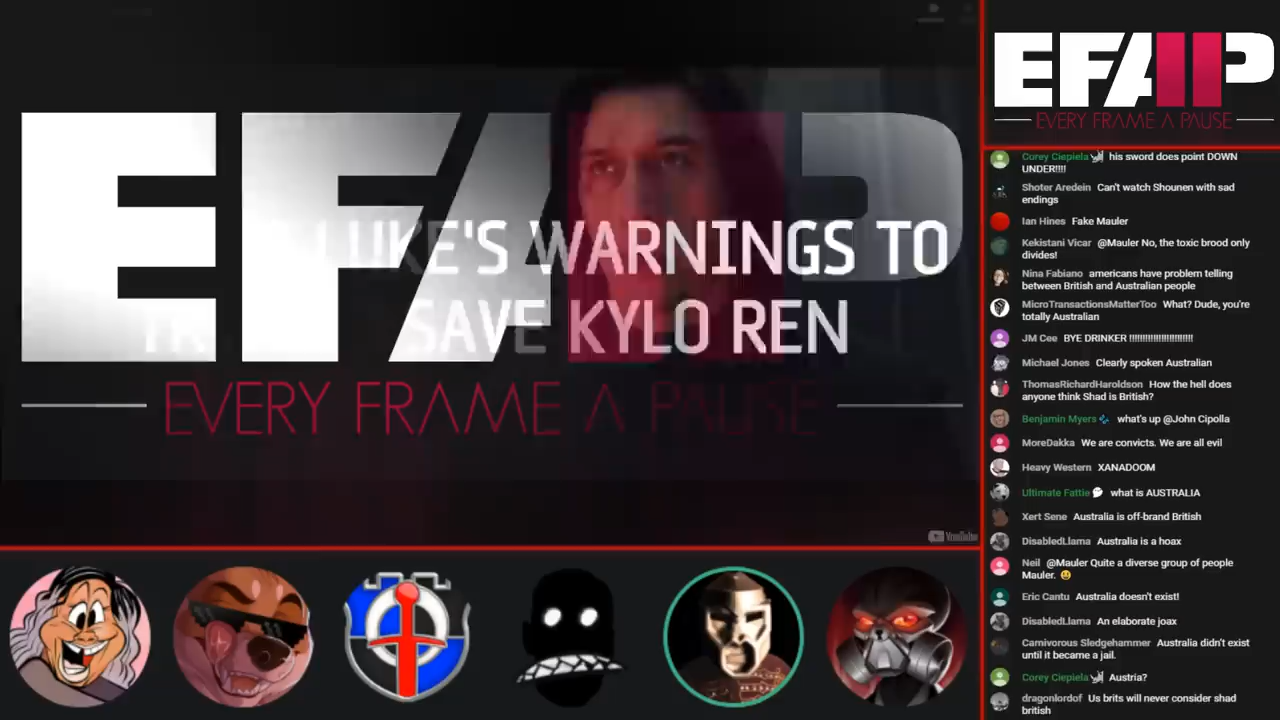 EFAP
LUKE'S WARNINGS TO
SAVE KYLO REN
EVERY FRAME A PAUSE
YouTube
EFAP
EVERY FRAME A PAUSE
Corey Ciepiela his sword does point DOWN
UNDER!!!!
Shoter Aredein Can't watch Shounen with sad
endings
Ian Hines Fake Mauler
Kekistani Vicar @Mauler No, the toxic brood only
divides!
Nina Fabiano americans have problem telling
between British and Australian people
MicroTransactionsMatterToo What? Dude, you're
totally Australian
JM Cee BYE DRINKER !!!!!!!!!!!!!!!!!!!!!!!!
Michael Jones Clearly spoken Australian
ThomasRichardHaroldson How the hell does
anyone think Shad is British?
Benjamin Myers what's up @John Cipolla
MoreDakka We are convicts. We are all evil
Heavy Western XANADOOM
Ultimate Fattie what is AUSTRALIA
Xert Sene Australia is off-brand British
DisabledLlama Australia is a hoax
Neil @Mauler Quite a diverse group of people
Mauler. 😃
Eric Cantu Australia doesn't exist!
DisabledLlama An elaborate joax
Carnivorous Sledgehammer Australia didn't exist
until it became a jail.
Corey Ciepiela Austria?
dragonlordof Us brits will never consider shad
british